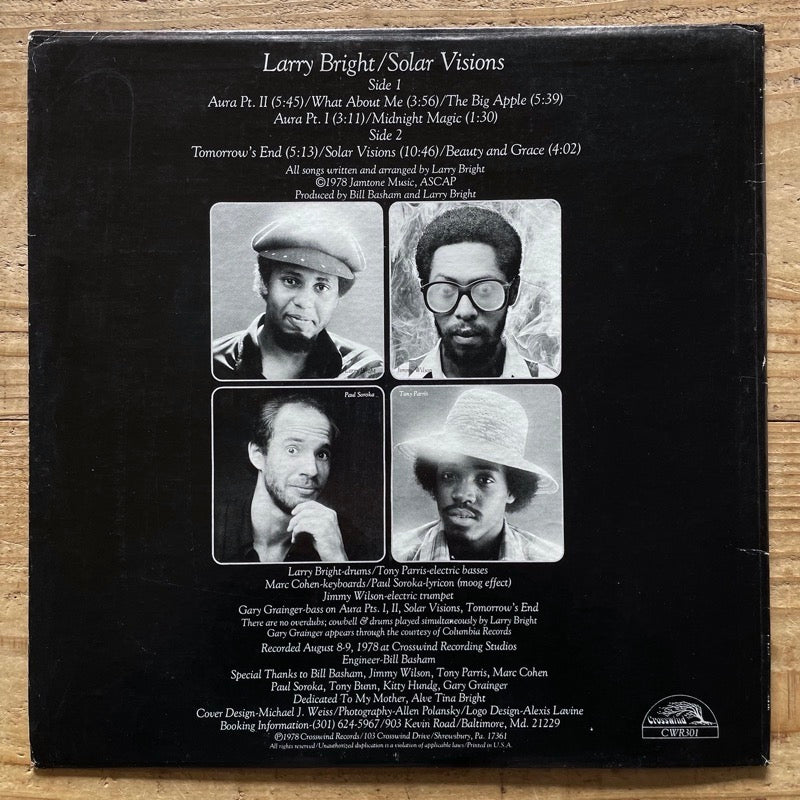 Larry Bright/Solar Visions
Side 1
Aura Pt. II (5:45)/What About Me (3:56)/The Big Apple (5:39)
Aura Pt. I (3:11)/Midnight Magic (1:30)
Side 2
Tomorrow's End (5:13)/Solar Visions (10:46)/Beauty and Grace (4:02)
All songs written and arranged by Larry Bright
©1978 Jamtone Music, ASCAP
Produced by Bill Basham and Larry Bright
Larry Bright
Jimmy Wilson
Paul Soroka
Tony Parris
Larry Bright-drums/Tony Parris-electric basses
Marc Cohen-keyboards/Paul Soroka-lyricon (moog effect)
Jimmy Wilson-electric trumpet
Gary Grainger-bass on Aura Pts. I, II, Solar Visions, Tomorrow's End
There are no overdubs; cowbell & drums played simultaneously by Larry Bright
Gary Grainger appears through the courtesy of Columbia Records
Recorded August 8-9, 1978 at Crosswind Recording Studios
Engineer-Bill Basham
Special Thanks to Bill Basham, Jimmy Wilson, Tony Parris, Marc Cohen
Paul Soroka, Tony Bunn, Kitty Hundg, Gary Grainger
Dedicated To My Mother, Alve Tina Bright
Cover Design-Michael J. Weiss/Photography-Allen Polansky/Logo Design-Alexis Lavine
Booking Information-(301) 624-5967/903 Kevin Road/Baltimore, Md. 21229
℗1978 Crosswind Records/103 Crosswind Drive/Shrewsbury, Pa. 17361
All rights reserved/Unauthorized duplication is a violation of applicable laws/Printed in U.S.A.
Crosswind
CWR301